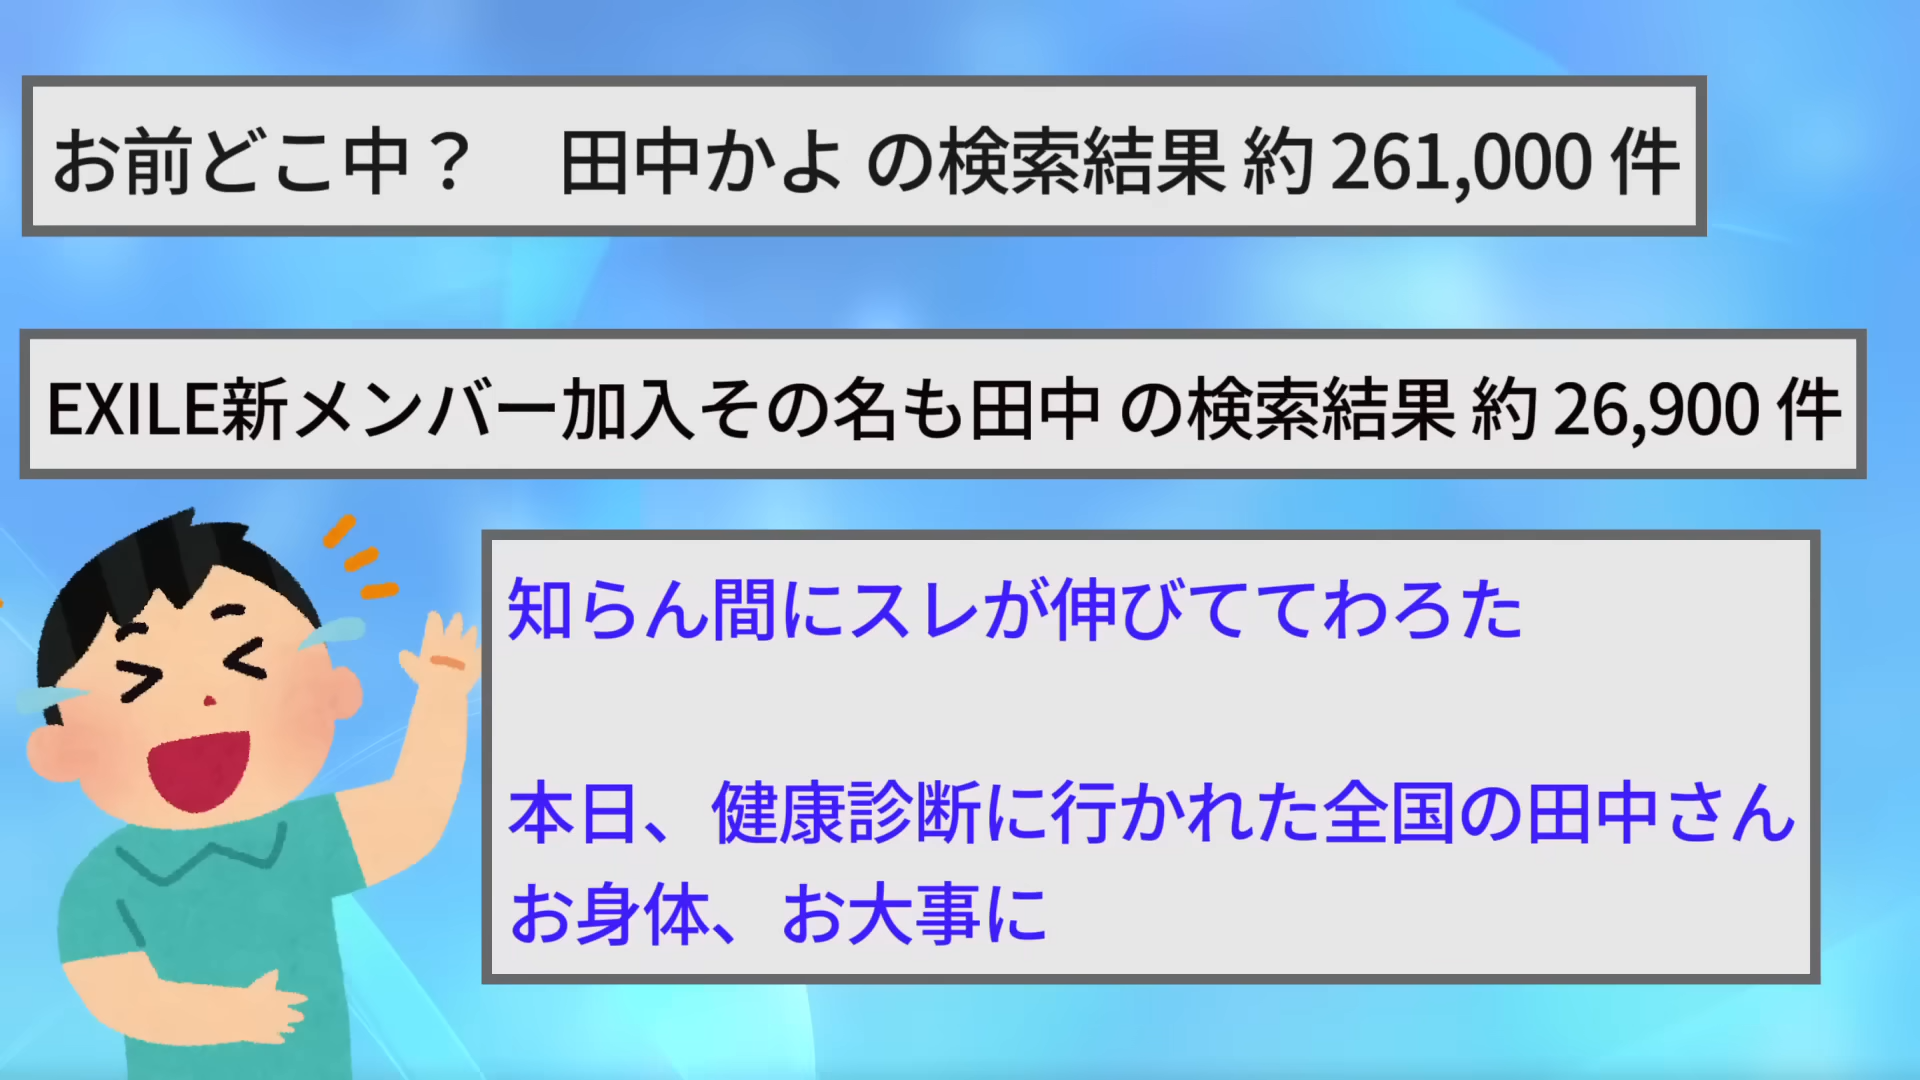 お前どこ中？　田中かよ の検索結果 約 261,000 件
EXILE新メンバー加入その名も田中 の検索結果 約 26,900 件
知らん間にスレが伸びててわろた
本日、健康診断に行かれた全国の田中さん
お身体、お大事に